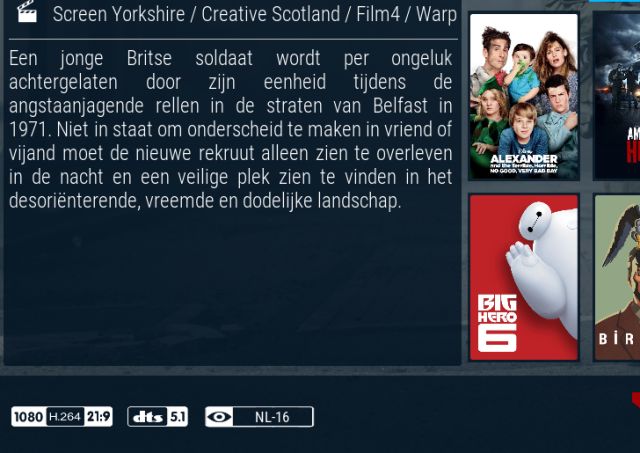 Screen Yorkshire / Creative Scotland / Film4 / Warp
Een jonge Britse soldaat wordt per ongeluk
achtergelaten door zijn eenheid tijdens de
angstaanjagende rellen in de straten van Belfast in
1971. Niet in staat om onderscheid te maken in vriend of
vijand moet de nieuwe rekruut alleen zien te overleven
in de nacht en een veilige plek zien te vinden in het
desoriënterende, vreemde en dodelijke landschap.
Disney
ALEXANDER
and the Terrible, Horrible,
NO GOOD, VERY BAD DAY
BIG
HERO
6
BIR
1080 H.264 21:9
dts 5.1
NL-16